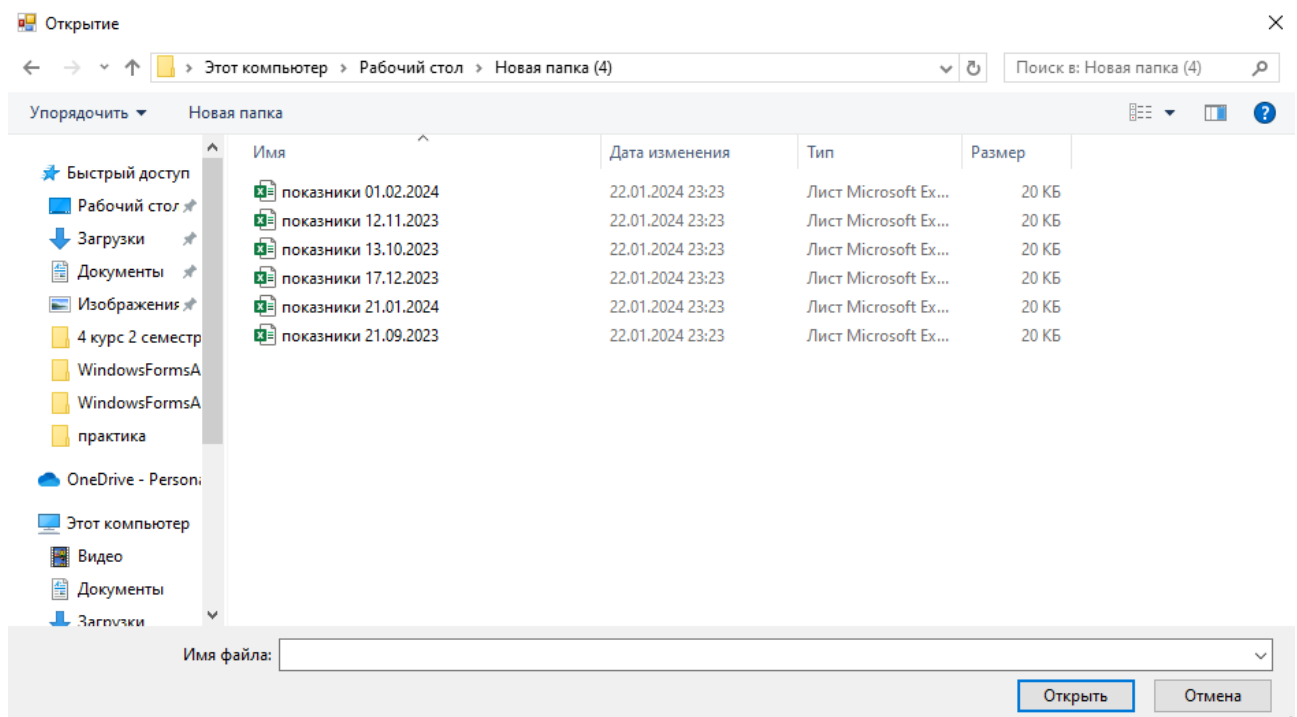 Открытие
Этот компьютер › Рабочий стол › Новая папка (4)
Поиск в: Новая папка (4)
Упорядочить
Новая папка
Имя
Дата изменения
Тип
Размер
показники 01.02.2024 22.01.2024 23:23 Лист Microsoft Ex... 20 КБ
показники 12.11.2023 22.01.2024 23:23 Лист Microsoft Ex... 20 КБ
показники 13.10.2023 22.01.2024 23:23 Лист Microsoft Ex... 20 КБ
показники 17.12.2023 22.01.2024 23:23 Лист Microsoft Ex... 20 КБ
показники 21.01.2024 22.01.2024 23:23 Лист Microsoft Ex... 20 КБ
показники 21.09.2023 22.01.2024 23:23 Лист Microsoft Ex... 20 КБ
Быстрый доступ
Рабочий стол
Загрузки
Документы
Изображения
4 курс 2 семестр
WindowsFormsA
WindowsFormsA
практика
OneDrive - Persona
Этот компьютер
Видео
Документы
Загрузки
Имя файла:
Открыть
Отмена